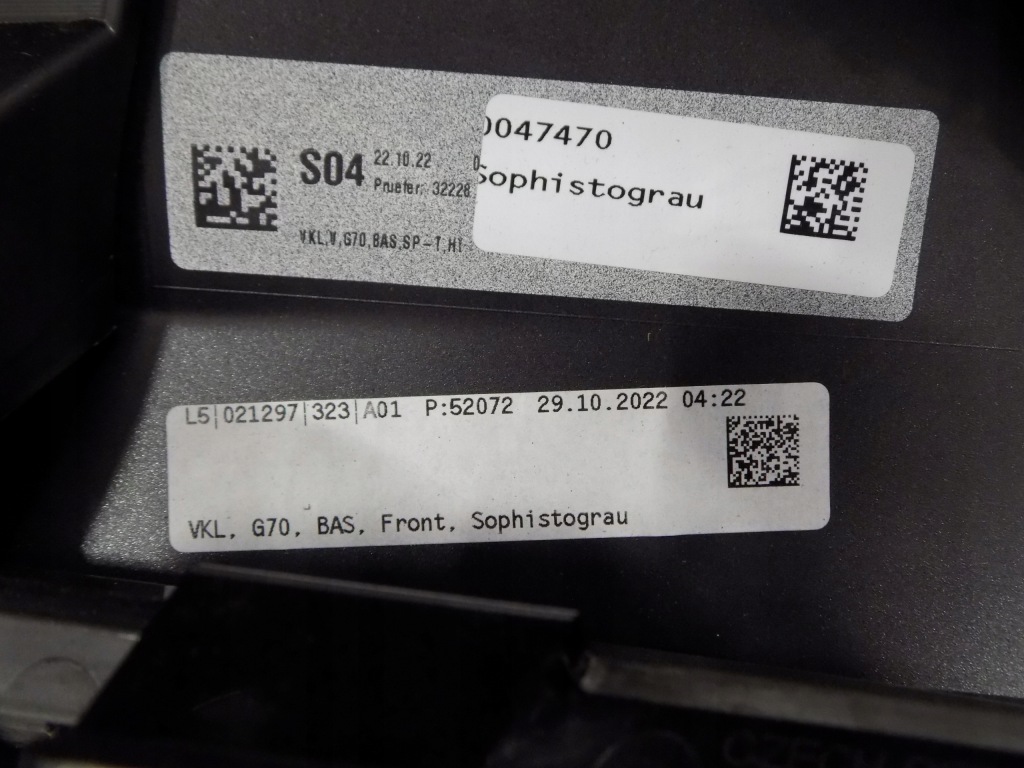 S04 22.10.22
Pruefer: 32228
VKL,V,G70,BAS,SP-T,HT
0047470
Sophistograu
L5|021297|323|A01 P:52072 29.10.2022 04:22
VKL, G70, BAS, Front, Sophistograu